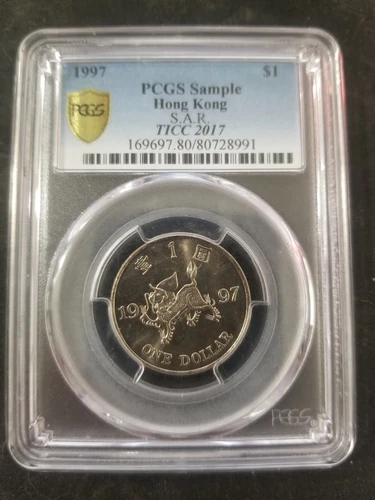 1997 $1
PCGS Sample
Hong Kong
S.A.R.
TICC 2017
169697.80/80728991
PCGS
壹 1 圓
19 97
ONE DOLLAR
PCGS